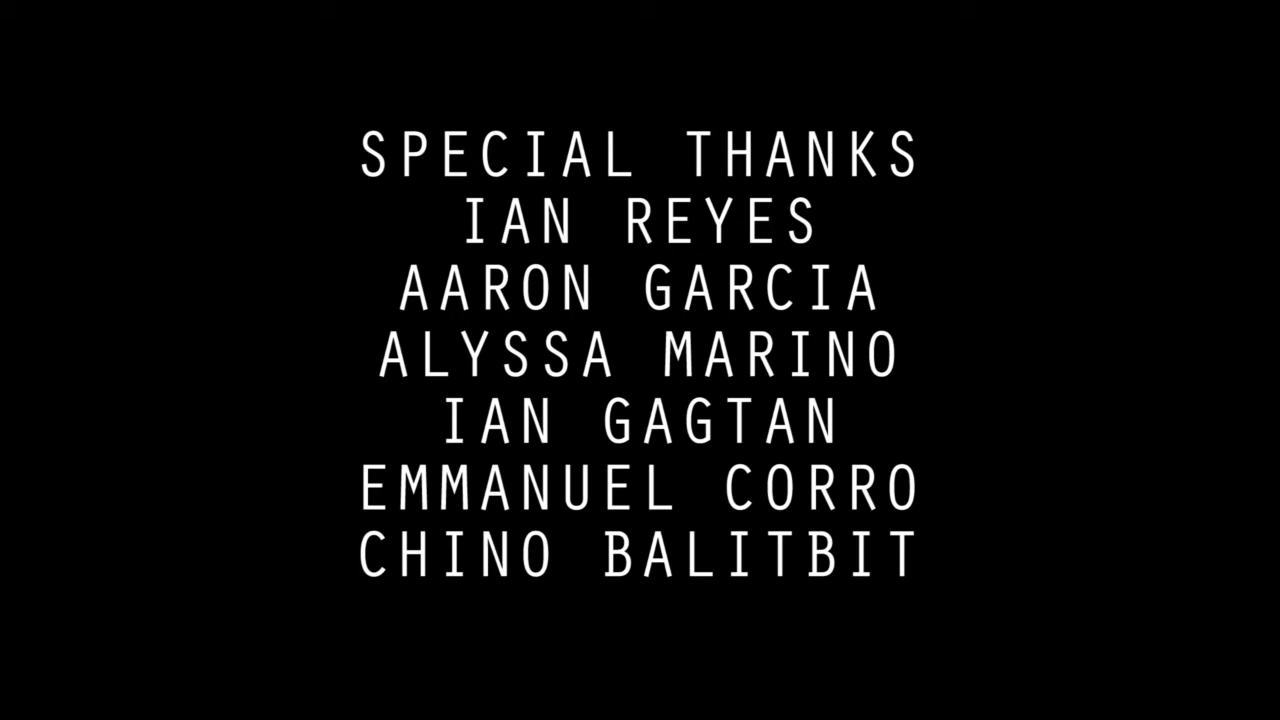 SPECIAL THANKS
IAN REYES
AARON GARCIA
ALYSSA MARINO
IAN GAGTAN
EMMANUEL CORRO
CHINO BALITBIT